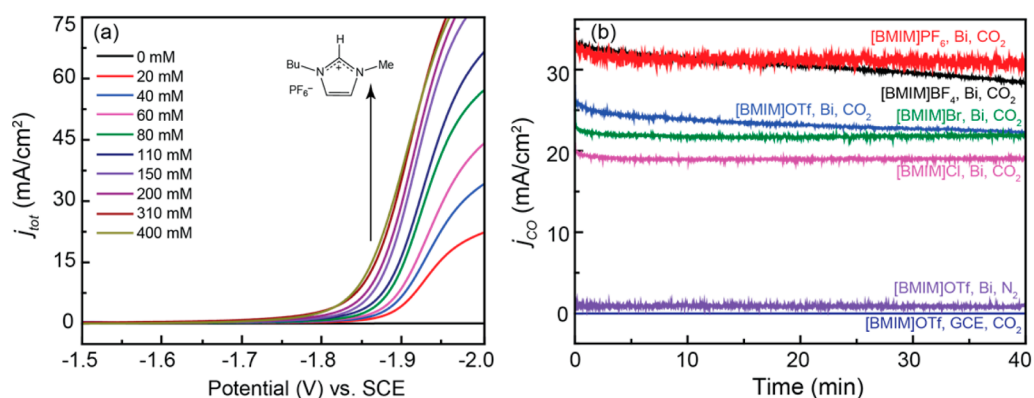 (a)
75
60
45
30
15
0
j_tot (mA/cm²)
0 mM
20 mM
40 mM
60 mM
80 mM
110 mM
150 mM
200 mM
310 mM
400 mM
H
Bu
N
+
N
Me
PF₆⁻
-1.5 -1.6 -1.7 -1.8 -1.9 -2.0
Potential (V) vs. SCE
(b)
30
20
10
0
j_CO (mA/cm²)
[BMIM]PF₆, Bi, CO₂
[BMIM]BF₄, Bi, CO₂
[BMIM]OTf, Bi, CO₂
[BMIM]Br, Bi, CO₂
[BMIM]Cl, Bi, CO₂
[BMIM]OTf, Bi, N₂
[BMIM]OTf, GCE, CO₂
0 10 20 30 40
Time (min)